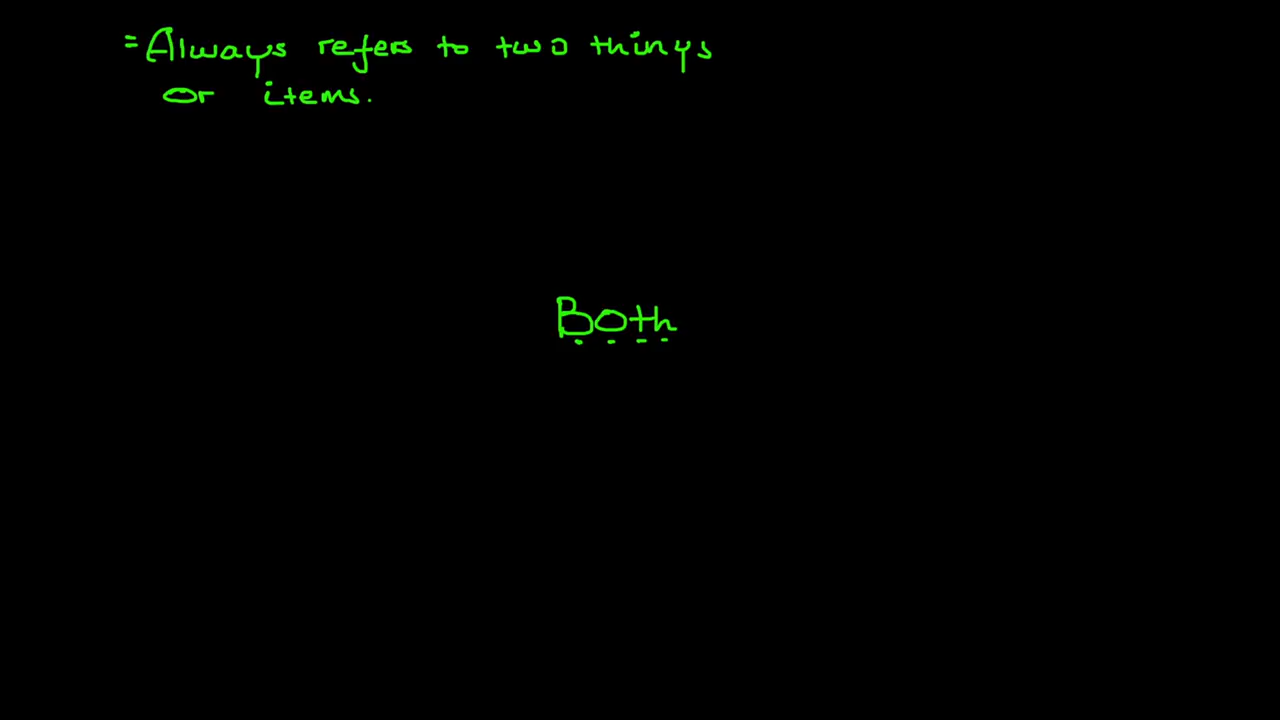 = Always refers to two things
or items.
Both